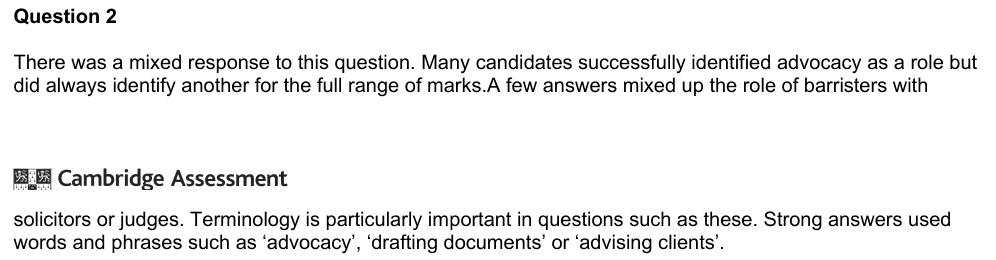 Question 2
There was a mixed response to this question. Many candidates successfully identified advocacy as a role but
did always identify another for the full range of marks.A few answers mixed up the role of barristers with
Cambridge Assessment
solicitors or judges. Terminology is particularly important in questions such as these. Strong answers used
words and phrases such as ‘advocacy’, ‘drafting documents’ or ‘advising clients’.